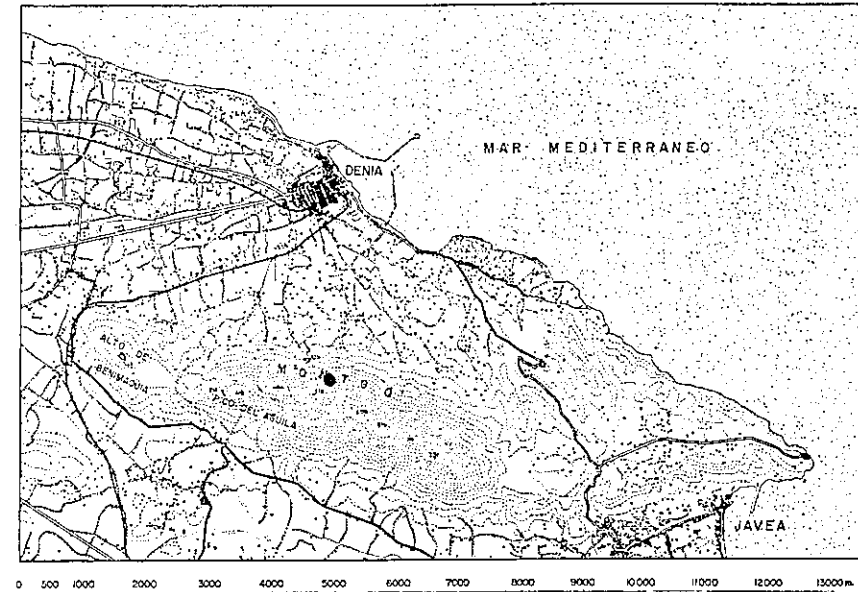 MAR MEDITERRANEO
DENIA
ALTO DE
BENIMAQUIA
PICO DEL AGUILA
JAVEA
0 500 1000 2000 3000 4000 5000 6000 7000 8000 9000 10000 11000 12000 13000 m.